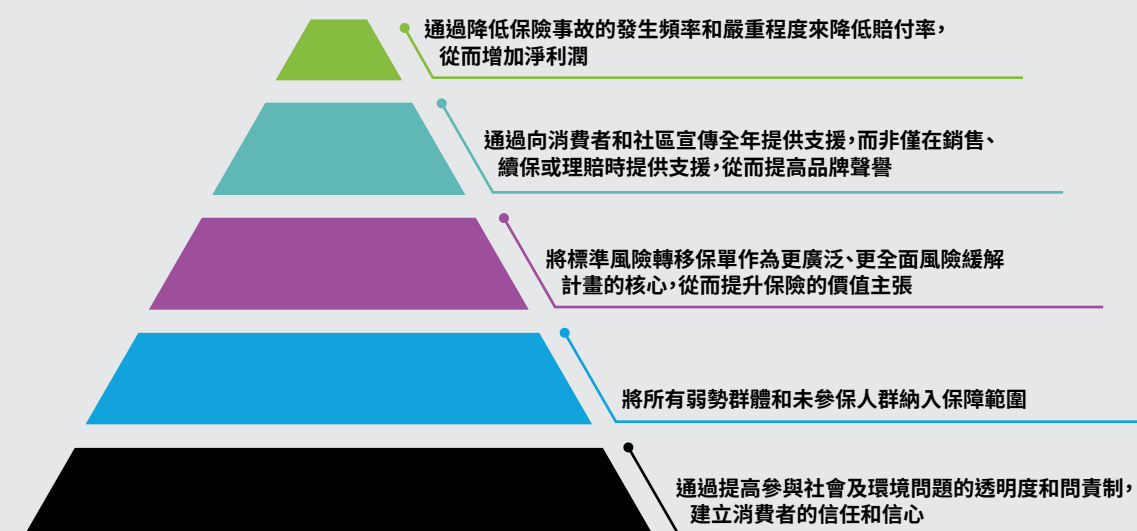 通過降低保險事故的發生頻率和嚴重程度來降低賠付率，
從而增加淨利潤
通過向消費者和社區宣傳全年提供支援，而非僅在銷售、
續保或理賠時提供支援，從而提高品牌聲譽
將標準風險轉移保單作為更廣泛、更全面風險緩解
計畫的核心，從而提升保險的價值主張
將所有弱勢群體和未參保人群納入保障範圍
通過提高參與社會及環境問題的透明度和問責制，
建立消費者的信任和信心